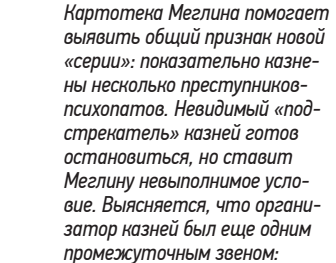 Картотека Меглина помогает
выявить общий признак новой
«серии»: показательно казне-
ны несколько преступников-
психопатов. Невидимый «под-
стрекатель» казней готов
остановиться, но ставит
Меглину невыполнимое усло-
вие. Выясняется, что органи-
затор казней был еще одним
промежуточным звеном: